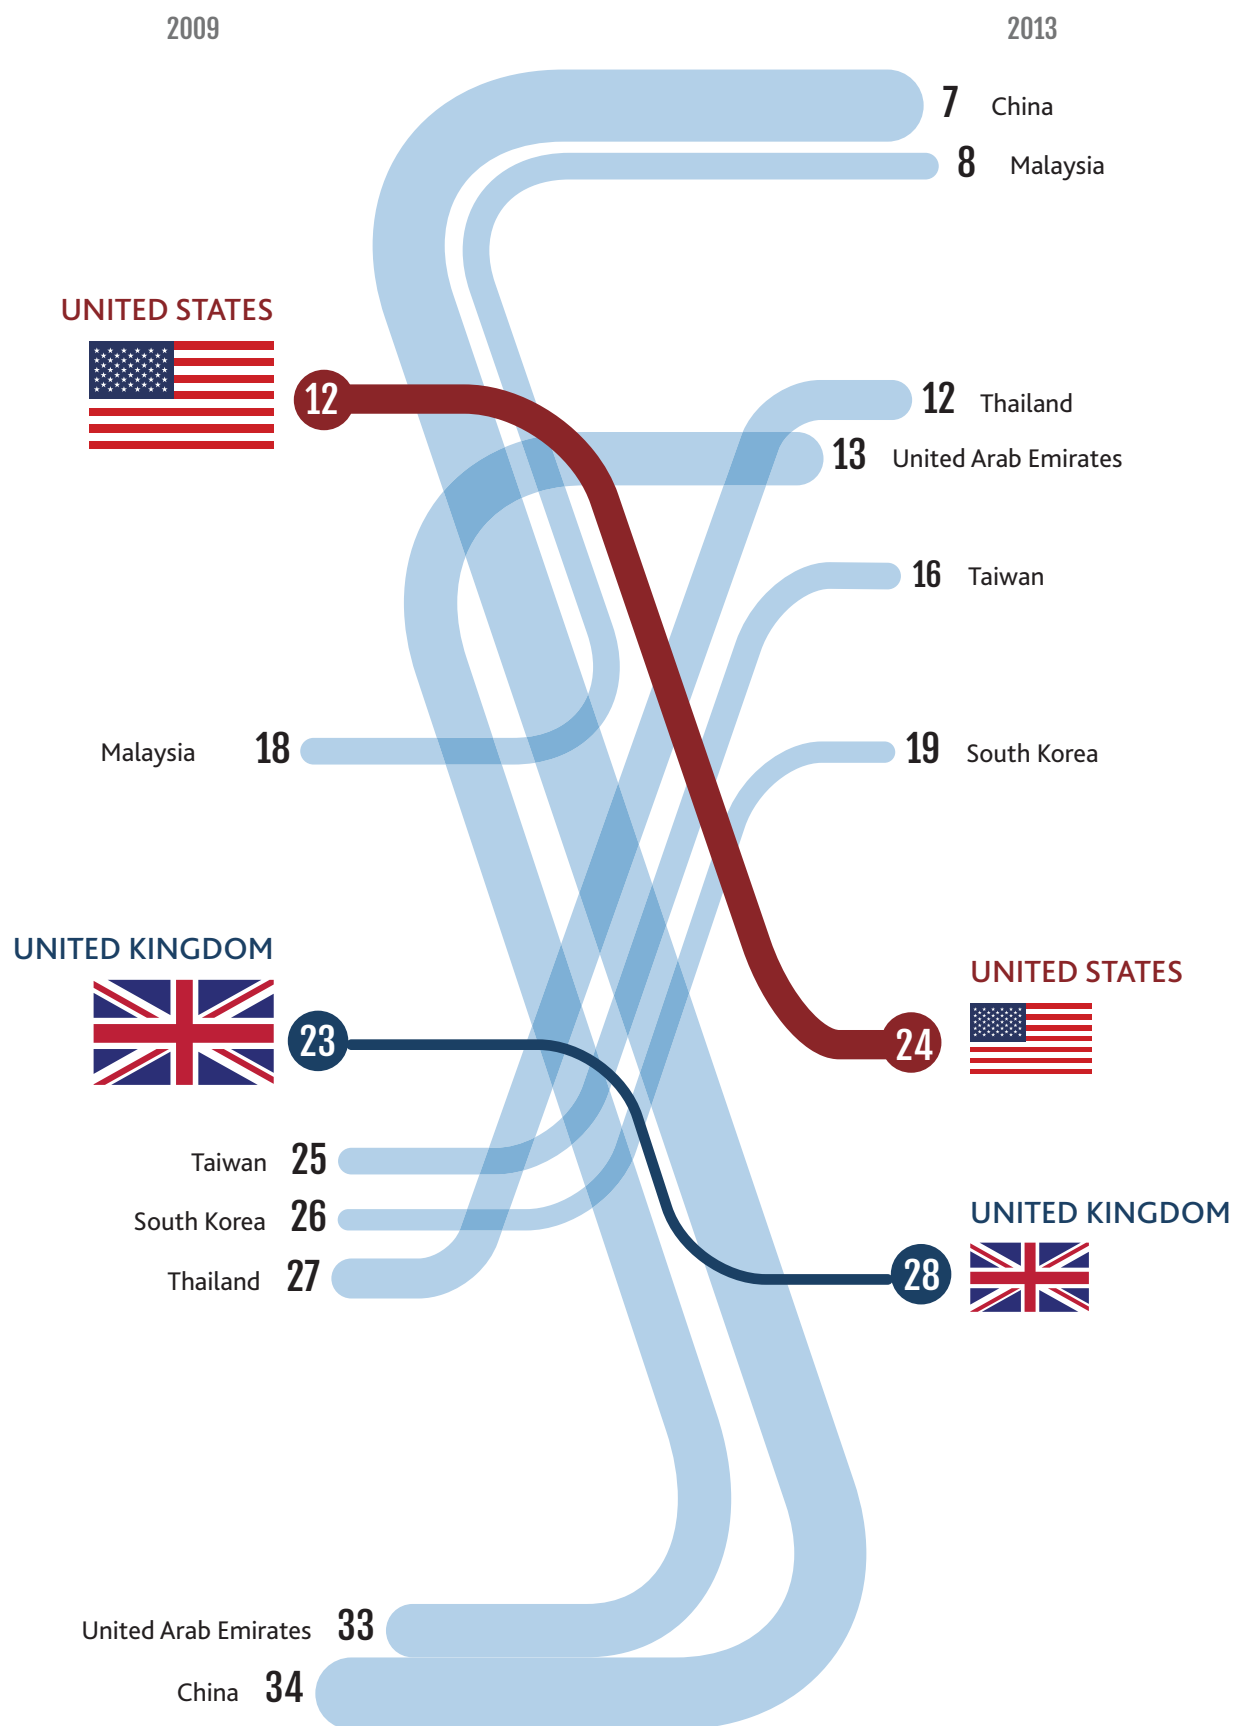 2009 2013
7 China
8 Malaysia
UNITED STATES
12
12 Thailand
13 United Arab Emirates
16 Taiwan
Malaysia 18
19 South Korea
UNITED KINGDOM
23
UNITED STATES
24
Taiwan 25
South Korea 26
Thailand 27
UNITED KINGDOM
28
United Arab Emirates 33
China 34